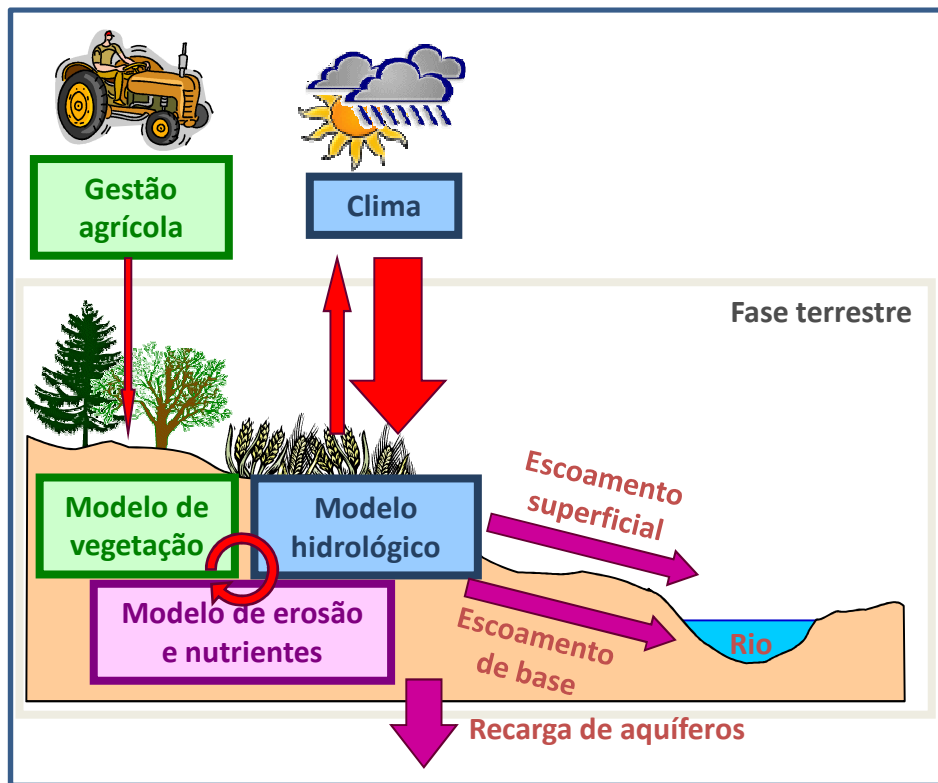 Gestão
agrícola
Clima
Fase terrestre
Modelo de
vegetação
Modelo
hidrológico
Escoamento
superficial
Modelo de erosão
e nutrientes
Escoamento
de base
Rio
Recarga de aquíferos